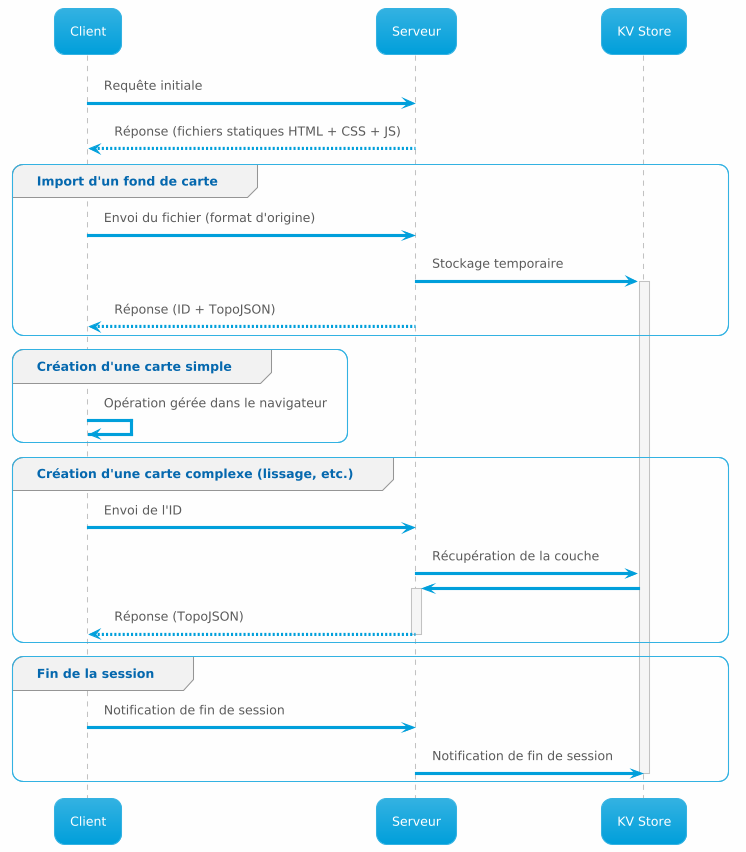 Client
Serveur
KV Store
Requête initiale
Réponse (fichiers statiques HTML + CSS + JS)
Import d'un fond de carte
Envoi du fichier (format d'origine)
Stockage temporaire
Réponse (ID + TopoJSON)
Création d'une carte simple
Opération gérée dans le navigateur
Création d'une carte complexe (lissage, etc.)
Envoi de l'ID
Récupération de la couche
Réponse (TopoJSON)
Fin de la session
Notification de fin de session
Notification de fin de session
Client
Serveur
KV Store